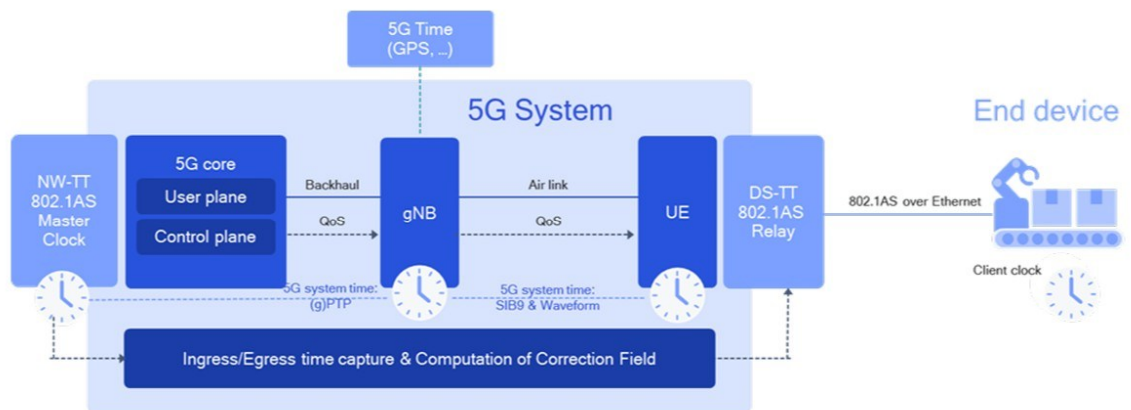 5G Time
(GPS, ...)
5G System
End device
NW-TT
802.1AS
Master
Clock
5G core
User plane
Control plane
Backhaul
QoS
gNB
Air link
QoS
UE
DS-TT
802.1AS
Relay
802.1AS over Ethernet
Client clock
5G system time:
(g)PTP
5G system time:
SIB9 & Waveform
Ingress/Egress time capture & Computation of Correction Field